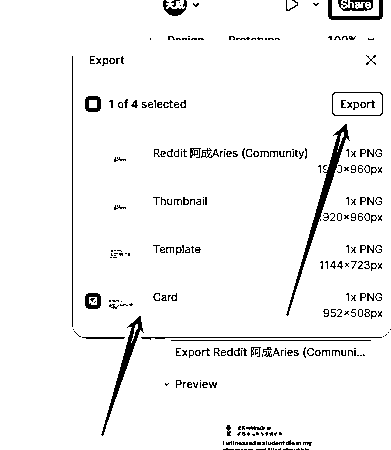 Share
Design Prototype 100%
Export
1 of 4 selected Export
Reddit 阿成Aries (Community) 1x PNG
1920×960px
Thumbnail 1x PNG
1920×960px
Template 1x PNG
1144×723px
Card 1x PNG
952×508px
Export Reddit 阿成Aries (Communi...
Preview